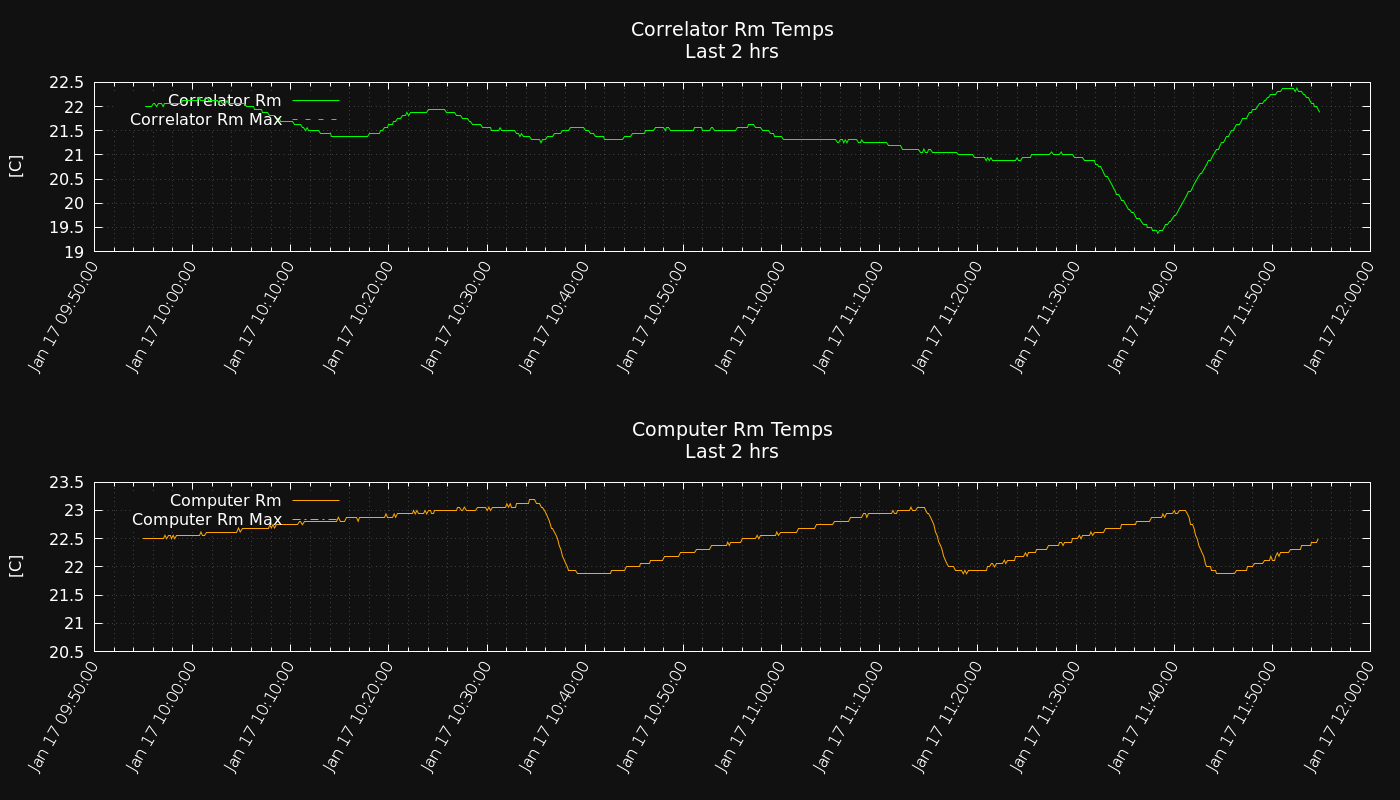 Correlator Rm Temps
Last 2 hrs
22.5
22
21.5
21
20.5
20
19.5
19
[C]
Correlator Rm
Correlator Rm Max
Jan 17 09:50:00
Jan 17 10:00:00
Jan 17 10:10:00
Jan 17 10:20:00
Jan 17 10:30:00
Jan 17 10:40:00
Jan 17 10:50:00
Jan 17 11:00:00
Jan 17 11:10:00
Jan 17 11:20:00
Jan 17 11:30:00
Jan 17 11:40:00
Jan 17 11:50:00
Jan 17 12:00:00
Computer Rm Temps
Last 2 hrs
23.5
23
22.5
22
21.5
21
20.5
[C]
Computer Rm
Computer Rm Max
Jan 17 09:50:00
Jan 17 10:00:00
Jan 17 10:10:00
Jan 17 10:20:00
Jan 17 10:30:00
Jan 17 10:40:00
Jan 17 10:50:00
Jan 17 11:00:00
Jan 17 11:10:00
Jan 17 11:20:00
Jan 17 11:30:00
Jan 17 11:40:00
Jan 17 11:50:00
Jan 17 12:00:00